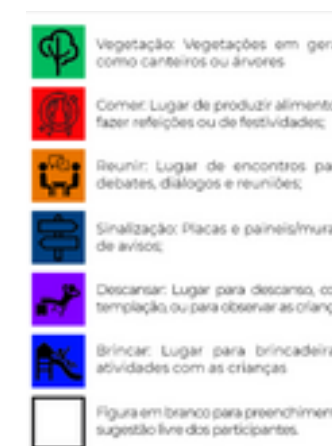 Vegetação: Vegetações em ger
como canteiros ou árvores
Comer: Lugar de produzir aliment
fazer refeições ou de festividades;
Reunir: Lugar de encontros pa
debates, diálogos e reuniões;
Sinalização: Placas e paineis/mura
de avisos;
Descansar: Lugar para descanso, co
templação, ou para observar as crianç
Brincar: Lugar para brincadeira
atividades com as crianças
Figura em branco para preenchiment
sugestão livre dos participantes.